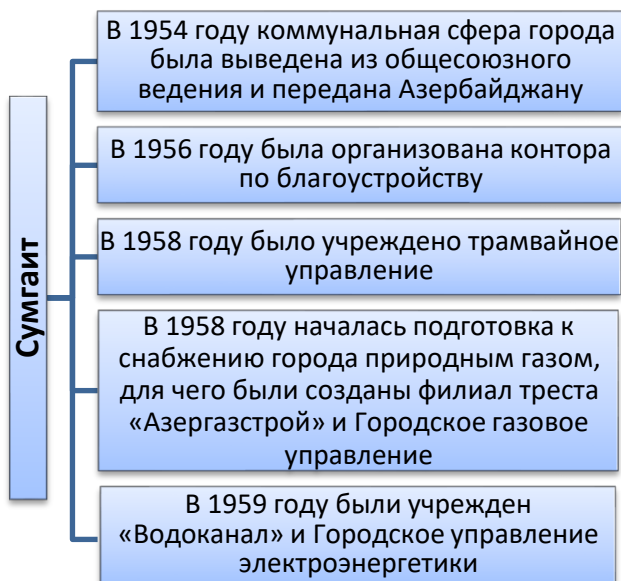 Сумгаит
В 1954 году коммунальная сфера города
была выведена из общесоюзного
ведения и передана Азербайджану
В 1956 году была организована контора
по благоустройству
В 1958 году было учреждено трамвайное
управление
В 1958 году началась подготовка к
снабжению города природным газом,
для чего были созданы филиал треста
«Азергазстрой» и Городское газовое
управление
В 1959 году были учрежден
«Водоканал» и Городское управление
электроэнергетики